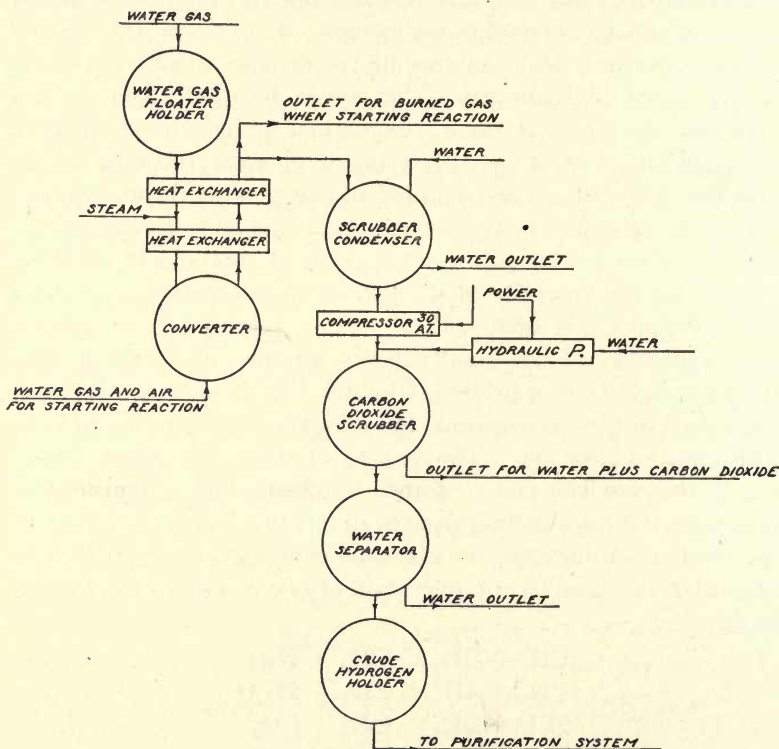 WATER GAS
WATER GAS
FLOATER
HOLDER
OUTLET FOR BURNED GAS
WHEN STARTING REACTION
WATER
HEAT EXCHANGER
STEAM
HEAT EXCHANGER
SCRUBBER
CONDENSER
WATER OUTLET
POWER
CONVERTER
COMPRESSOR 30
AT.
HYDRAULIC P.
WATER
WATER GAS AND AIR
FOR STARTING REACTION
CARBON
DIOXIDE
SCRUBBER
OUTLET FOR WATER PLUS CARBON DIOXIDE
WATER
SEPARATOR
WATER OUTLET
CRUDE
HYDROGEN
HOLDER
TO PURIFICATION SYSTEM